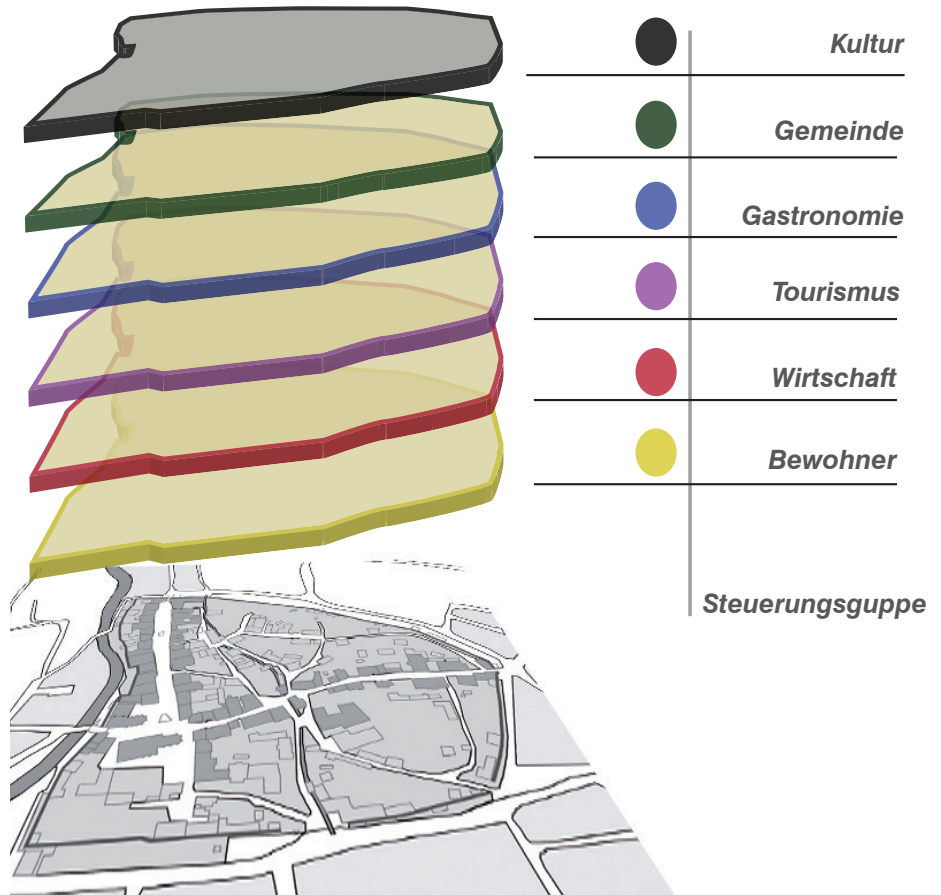 Kultur
Gemeinde
Gastronomie
Tourismus
Wirtschaft
Bewohner
Steuerungsguppe